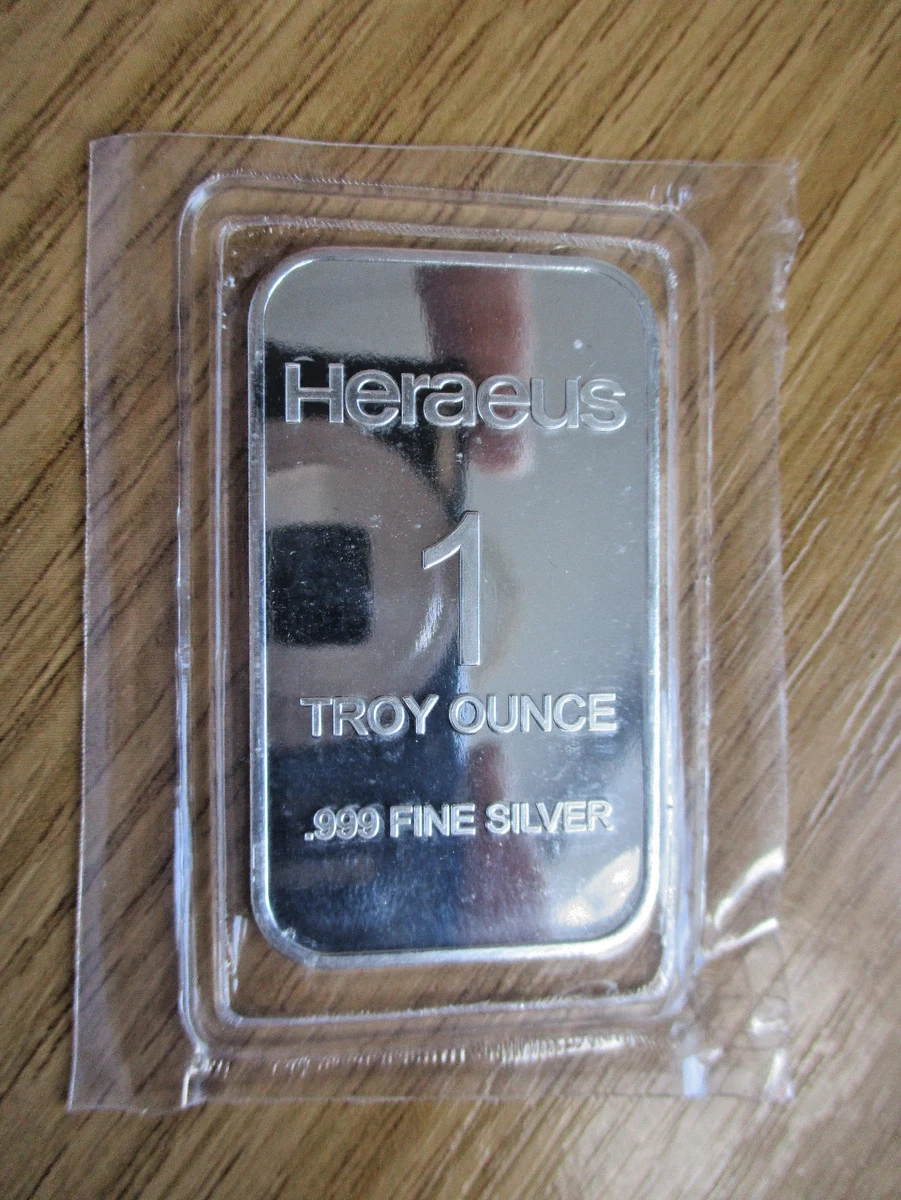 Heraeus
1
TROY OUNCE
.999 FINE SILVER